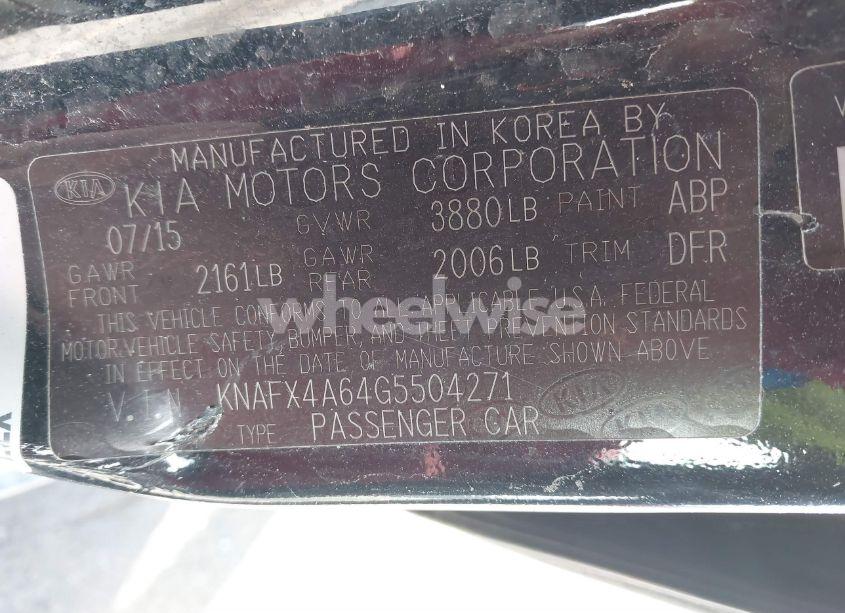 MANUFACTURED IN KOREA BY
KIA KIA MOTORS CORPORATION
07/15 GVWR 3880LB PAINT ABP
GAWR FRONT 2161LB GAWR REAR 2006LB TRIM DFR
THIS VEHICLE CONFORMS TO APPLICABLE U.S.A. FEDERAL
MOTOR VEHICLE SAFETY, BUMPER, AND THEFT PREVENTION STANDARDS
IN EFFECT ON THE DATE OF MANUFACTURE SHOWN ABOVE
V.I.N KNAFX4A64G5504271 KIA
TYPE PASSENGER CAR
wheelwise